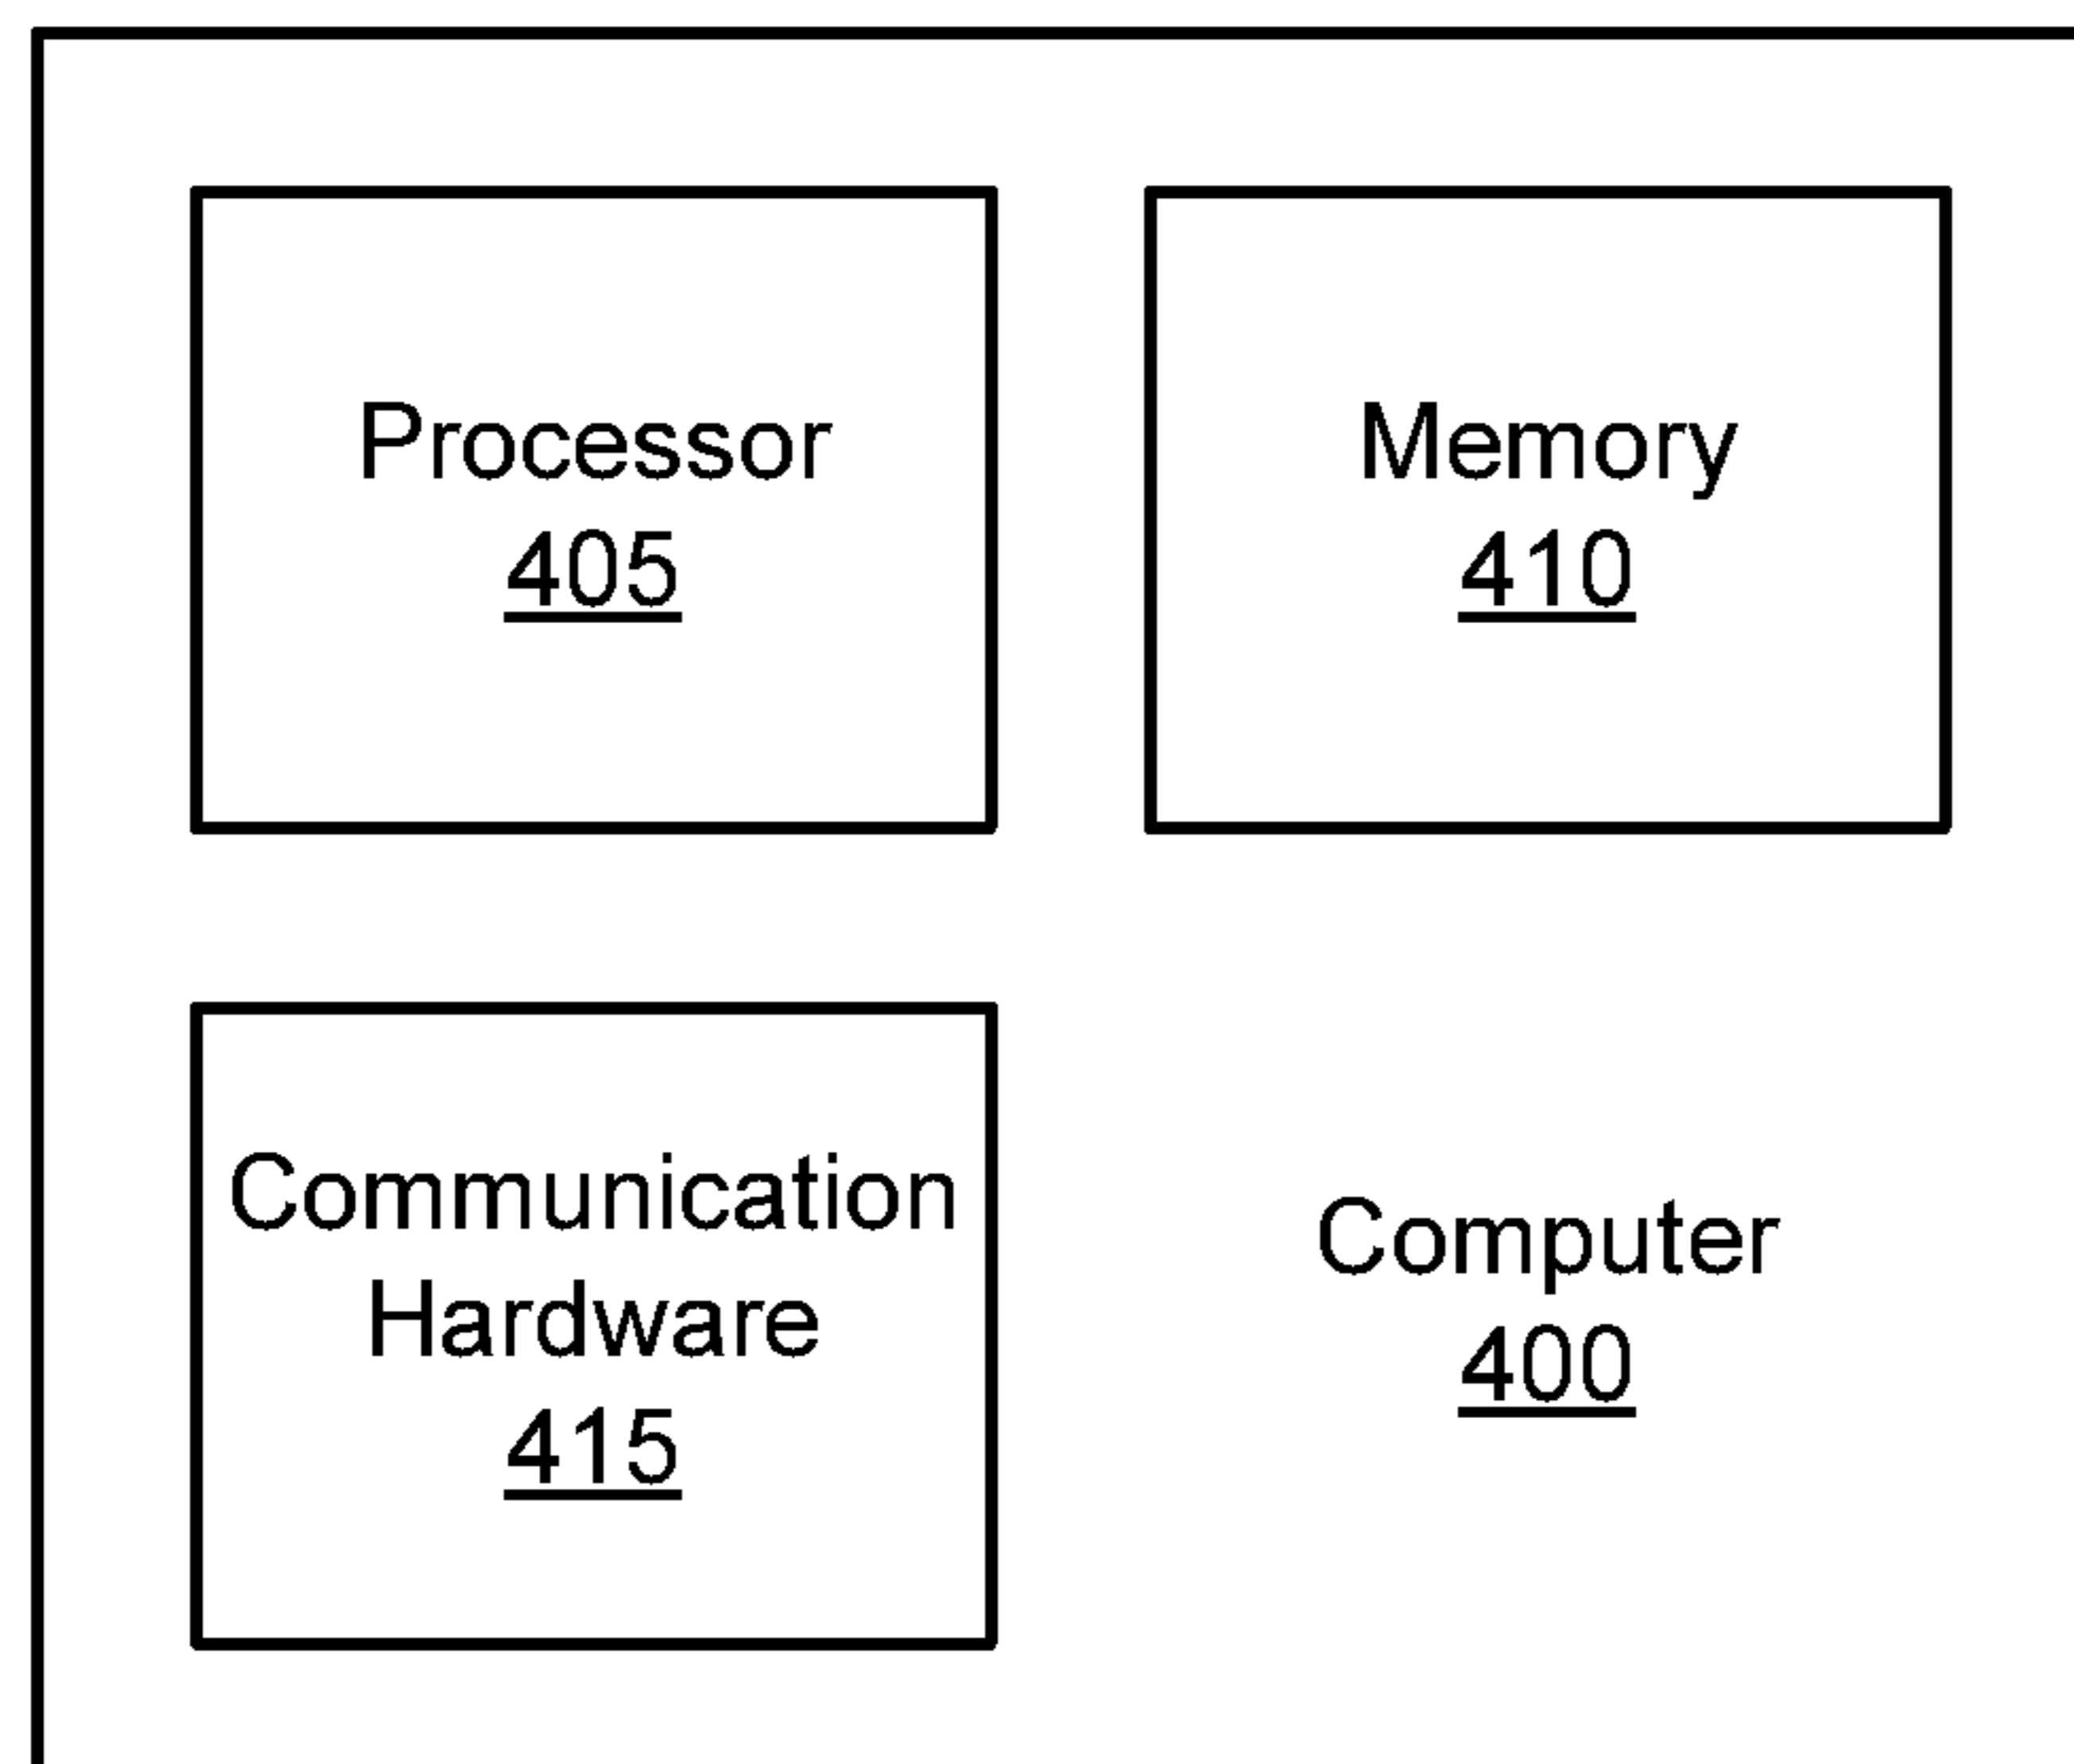 Processor
405
Memory
410
Communication
Hardware
415
Computer
400